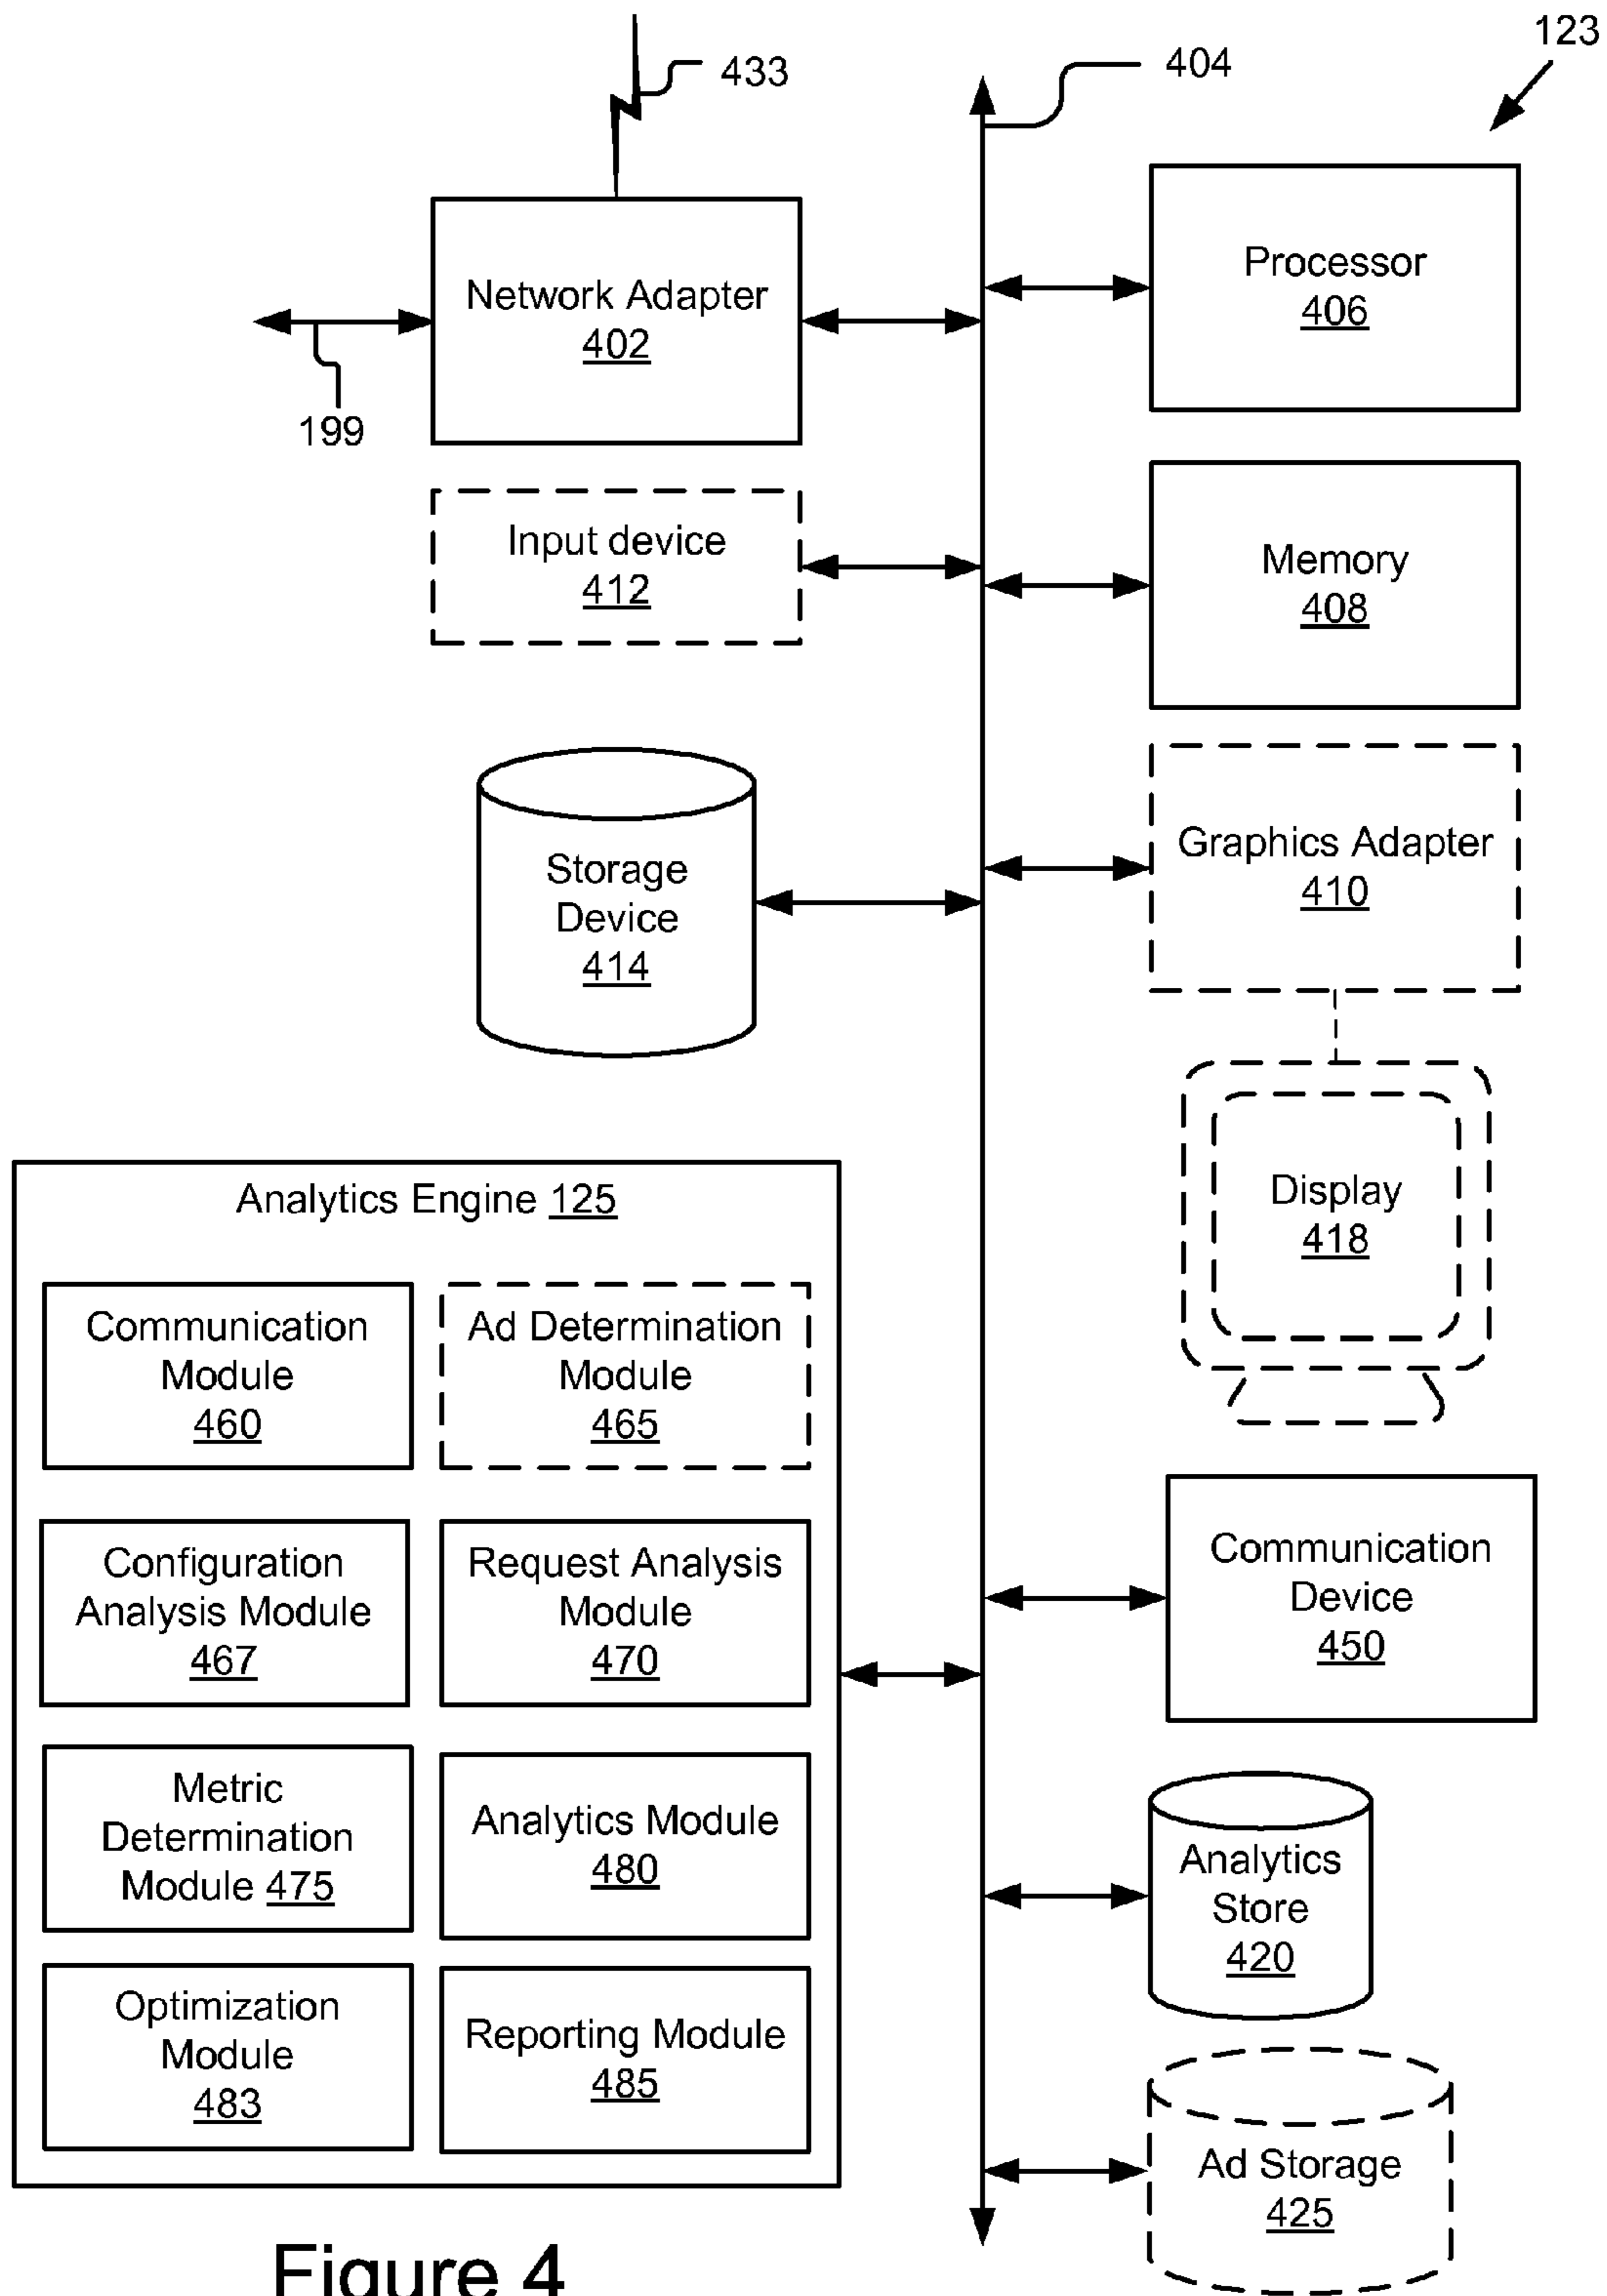 123
433
404
Network Adapter
402
199
Processor
406
Input device
412
Memory
408
Storage
Device
414
Graphics Adapter
410
Display
418
Analytics Engine 125
Communication
Module
460
Ad Determination
Module
465
Configuration
Analysis Module
467
Request Analysis
Module
470
Metric
Determination
Module 475
Analytics Module
480
Optimization
Module
483
Reporting Module
485
Communication
Device
450
Analytics
Store
420
Ad Storage
425
Figure 4